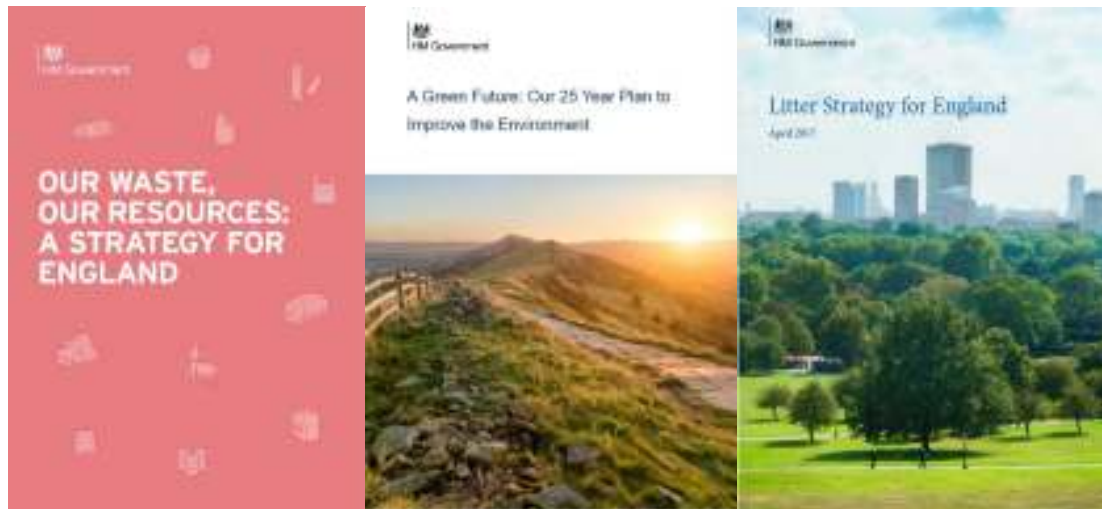 HM Government
OUR WASTE,
OUR RESOURCES:
A STRATEGY FOR
ENGLAND
HM Government
A Green Future: Our 25 Year Plan to
Improve the Environment
HM Government
Litter Strategy for England
April 2017